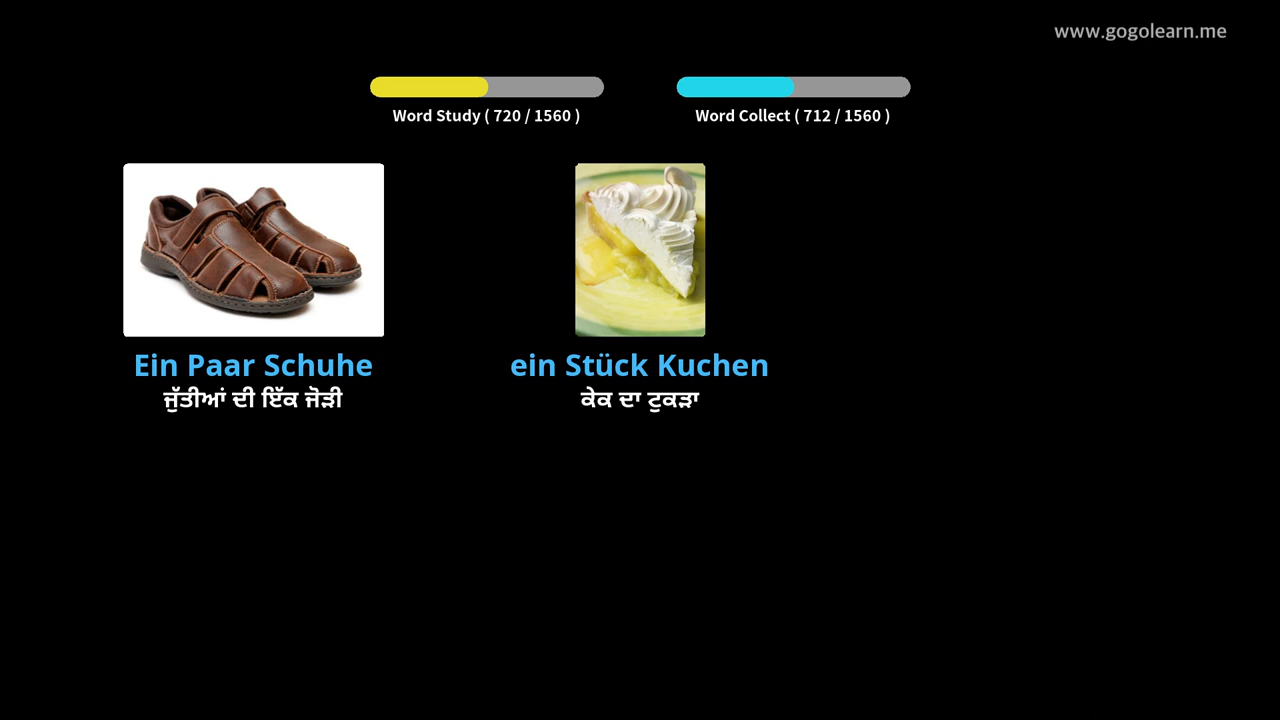 www.gogolearn.me
Word Study ( 720 / 1560 )
Word Collect ( 712 / 1560 )
Ein Paar Schuhe
ਜੁੱਤੀਆਂ ਦੀ ਇੱਕ ਜੋੜੀ
ein Stück Kuchen
ਕੇਕ ਦਾ ਟੁਕੜਾ